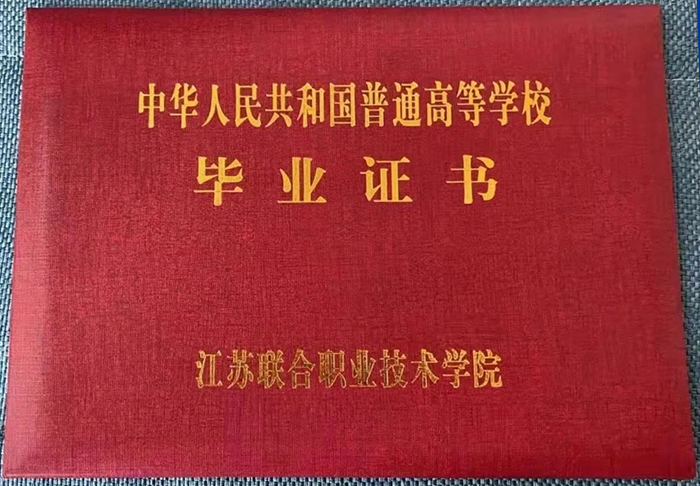 中华人民共和国普通高等学校
毕业证书
江苏联合职业技术学院